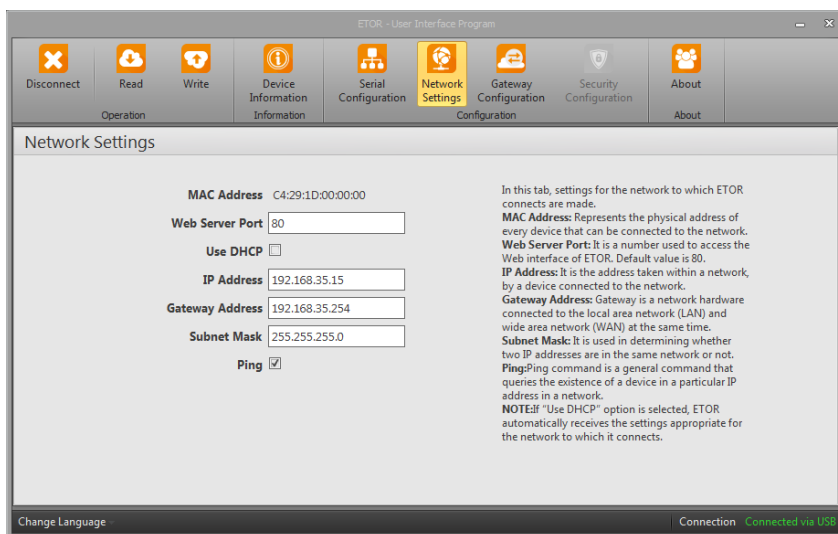 ETOR - User Interface Program
Disconnect
Read
Write
Device
Information
Serial
Configuration
Network
Settings
Gateway
Configuration
Security
Configuration
About
Operation
Information
Configuration
About
Network Settings
MAC Address C4:29:1D:00:00:00
Web Server Port 80
Use DHCP
IP Address 192.168.35.15
Gateway Address 192.168.35.254
Subnet Mask 255.255.255.0
Ping
In this tab, settings for the network to which ETOR
connects are made.
MAC Address: Represents the physical address of
every device that can be connected to the network.
Web Server Port: It is a number used to access the
Web interface of ETOR. Default value is 80.
IP Address: It is the address taken within a network,
by a device connected to the network.
Gateway Address: Gateway is a network hardware
connected to the local area network (LAN) and
wide area network (WAN) at the same time.
Subnet Mask: It is used in determining whether
two IP addresses are in the same network or not.
Ping:Ping command is a general command that
queries the existence of a device in a particular IP
address in a network.
NOTE:If "Use DHCP" option is selected, ETOR
automatically receives the settings appropriate for
the network to which it connects.
Change Language
Connection Connected via USB